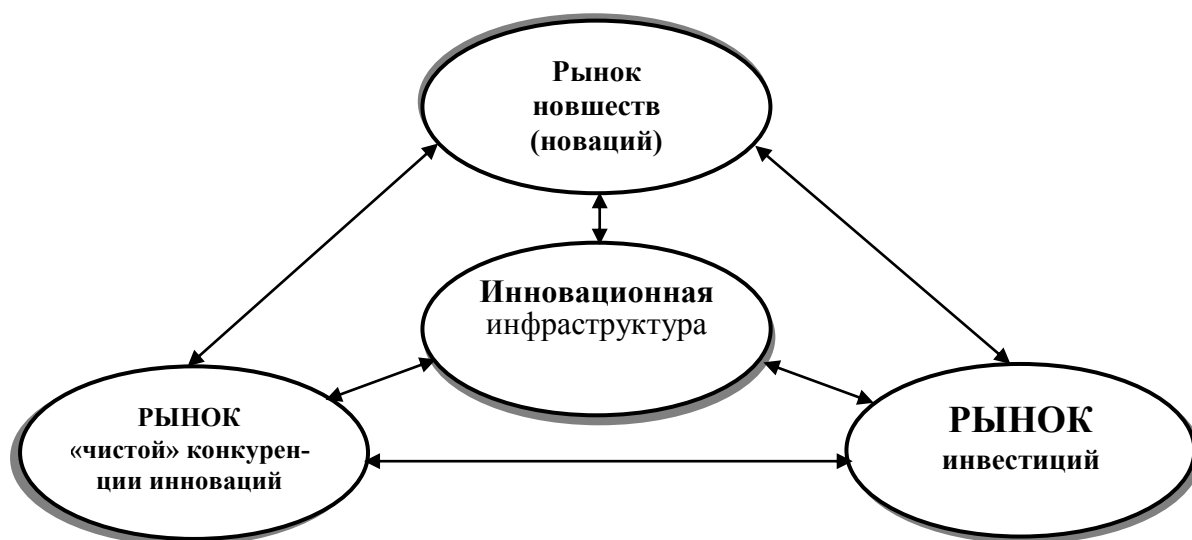 Рынок
новшеств
(новаций)
Инновационная
инфраструктура
РЫНОК
«чистой» конкурен-
ции инноваций
РЫНОК
инвестиций